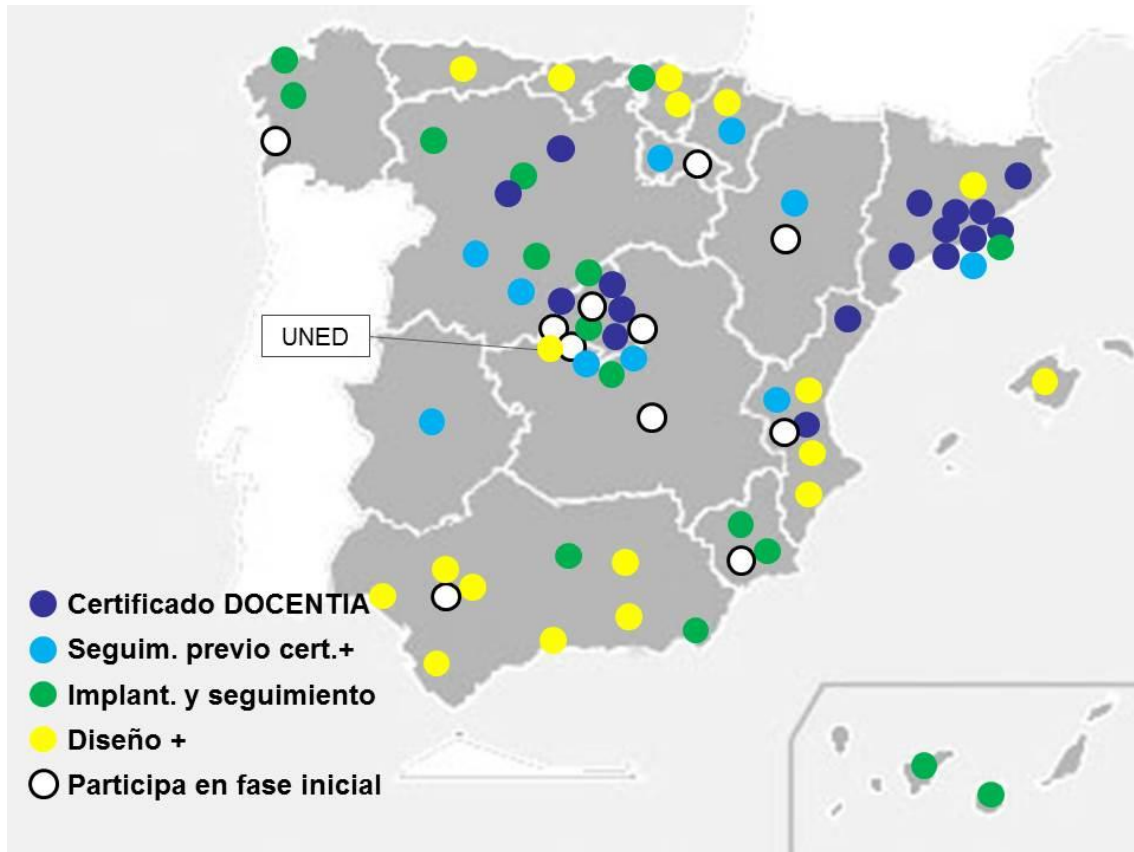 UNED
Certificado DOCENTIA
Seguim. previo cert.+
Implant. y seguimiento
Diseño +
Participa en fase inicial